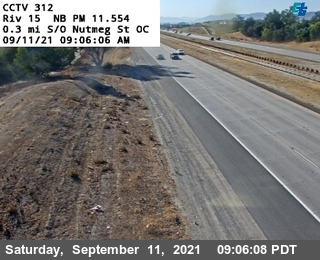 CCTV 312
Riv 15 NB PM 11.554
0.3 mi S/O Nutmeg St OC
09/11/21 09:06:06 AM
Saturday, September 11, 2021 09:06:08 PDT